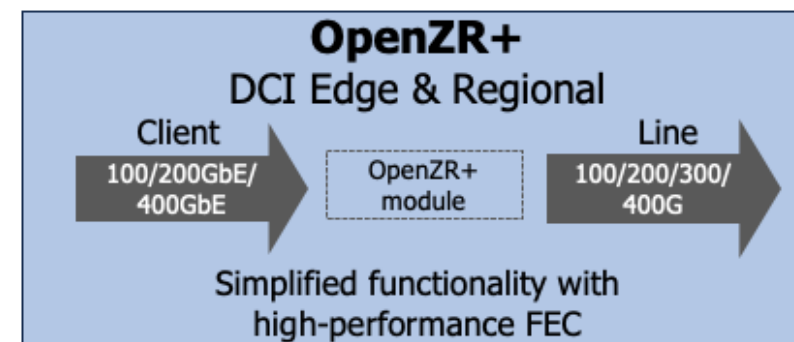 OpenZR+
DCI Edge & Regional
Client
100/200GbE/
400GbE
OpenZR+
module
Line
100/200/300/
400G
Simplified functionality with
high-performance FEC